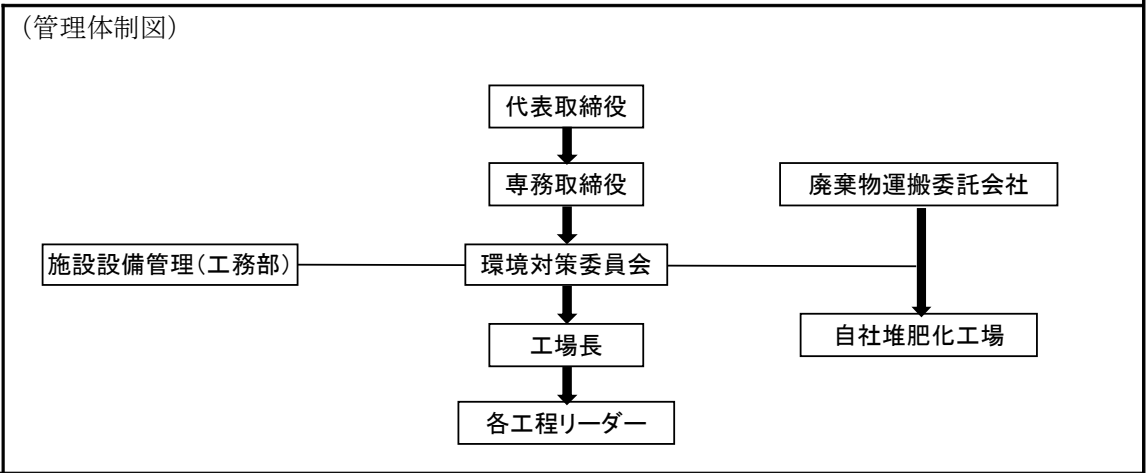 （管理体制図）
代表取締役
専務取締役
廃棄物運搬委託会社
施設設備管理（工務部）
環境対策委員会
工場長
自社堆肥化工場
各工程リーダー